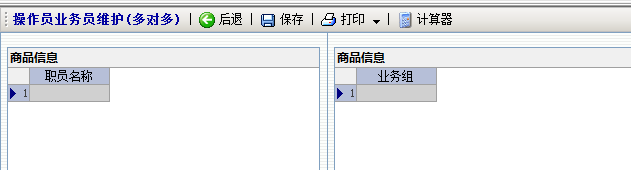 操作员业务员维护(多对多) 后退 保存 打印 计算器
商品信息
职员名称
1
商品信息
业务组
1